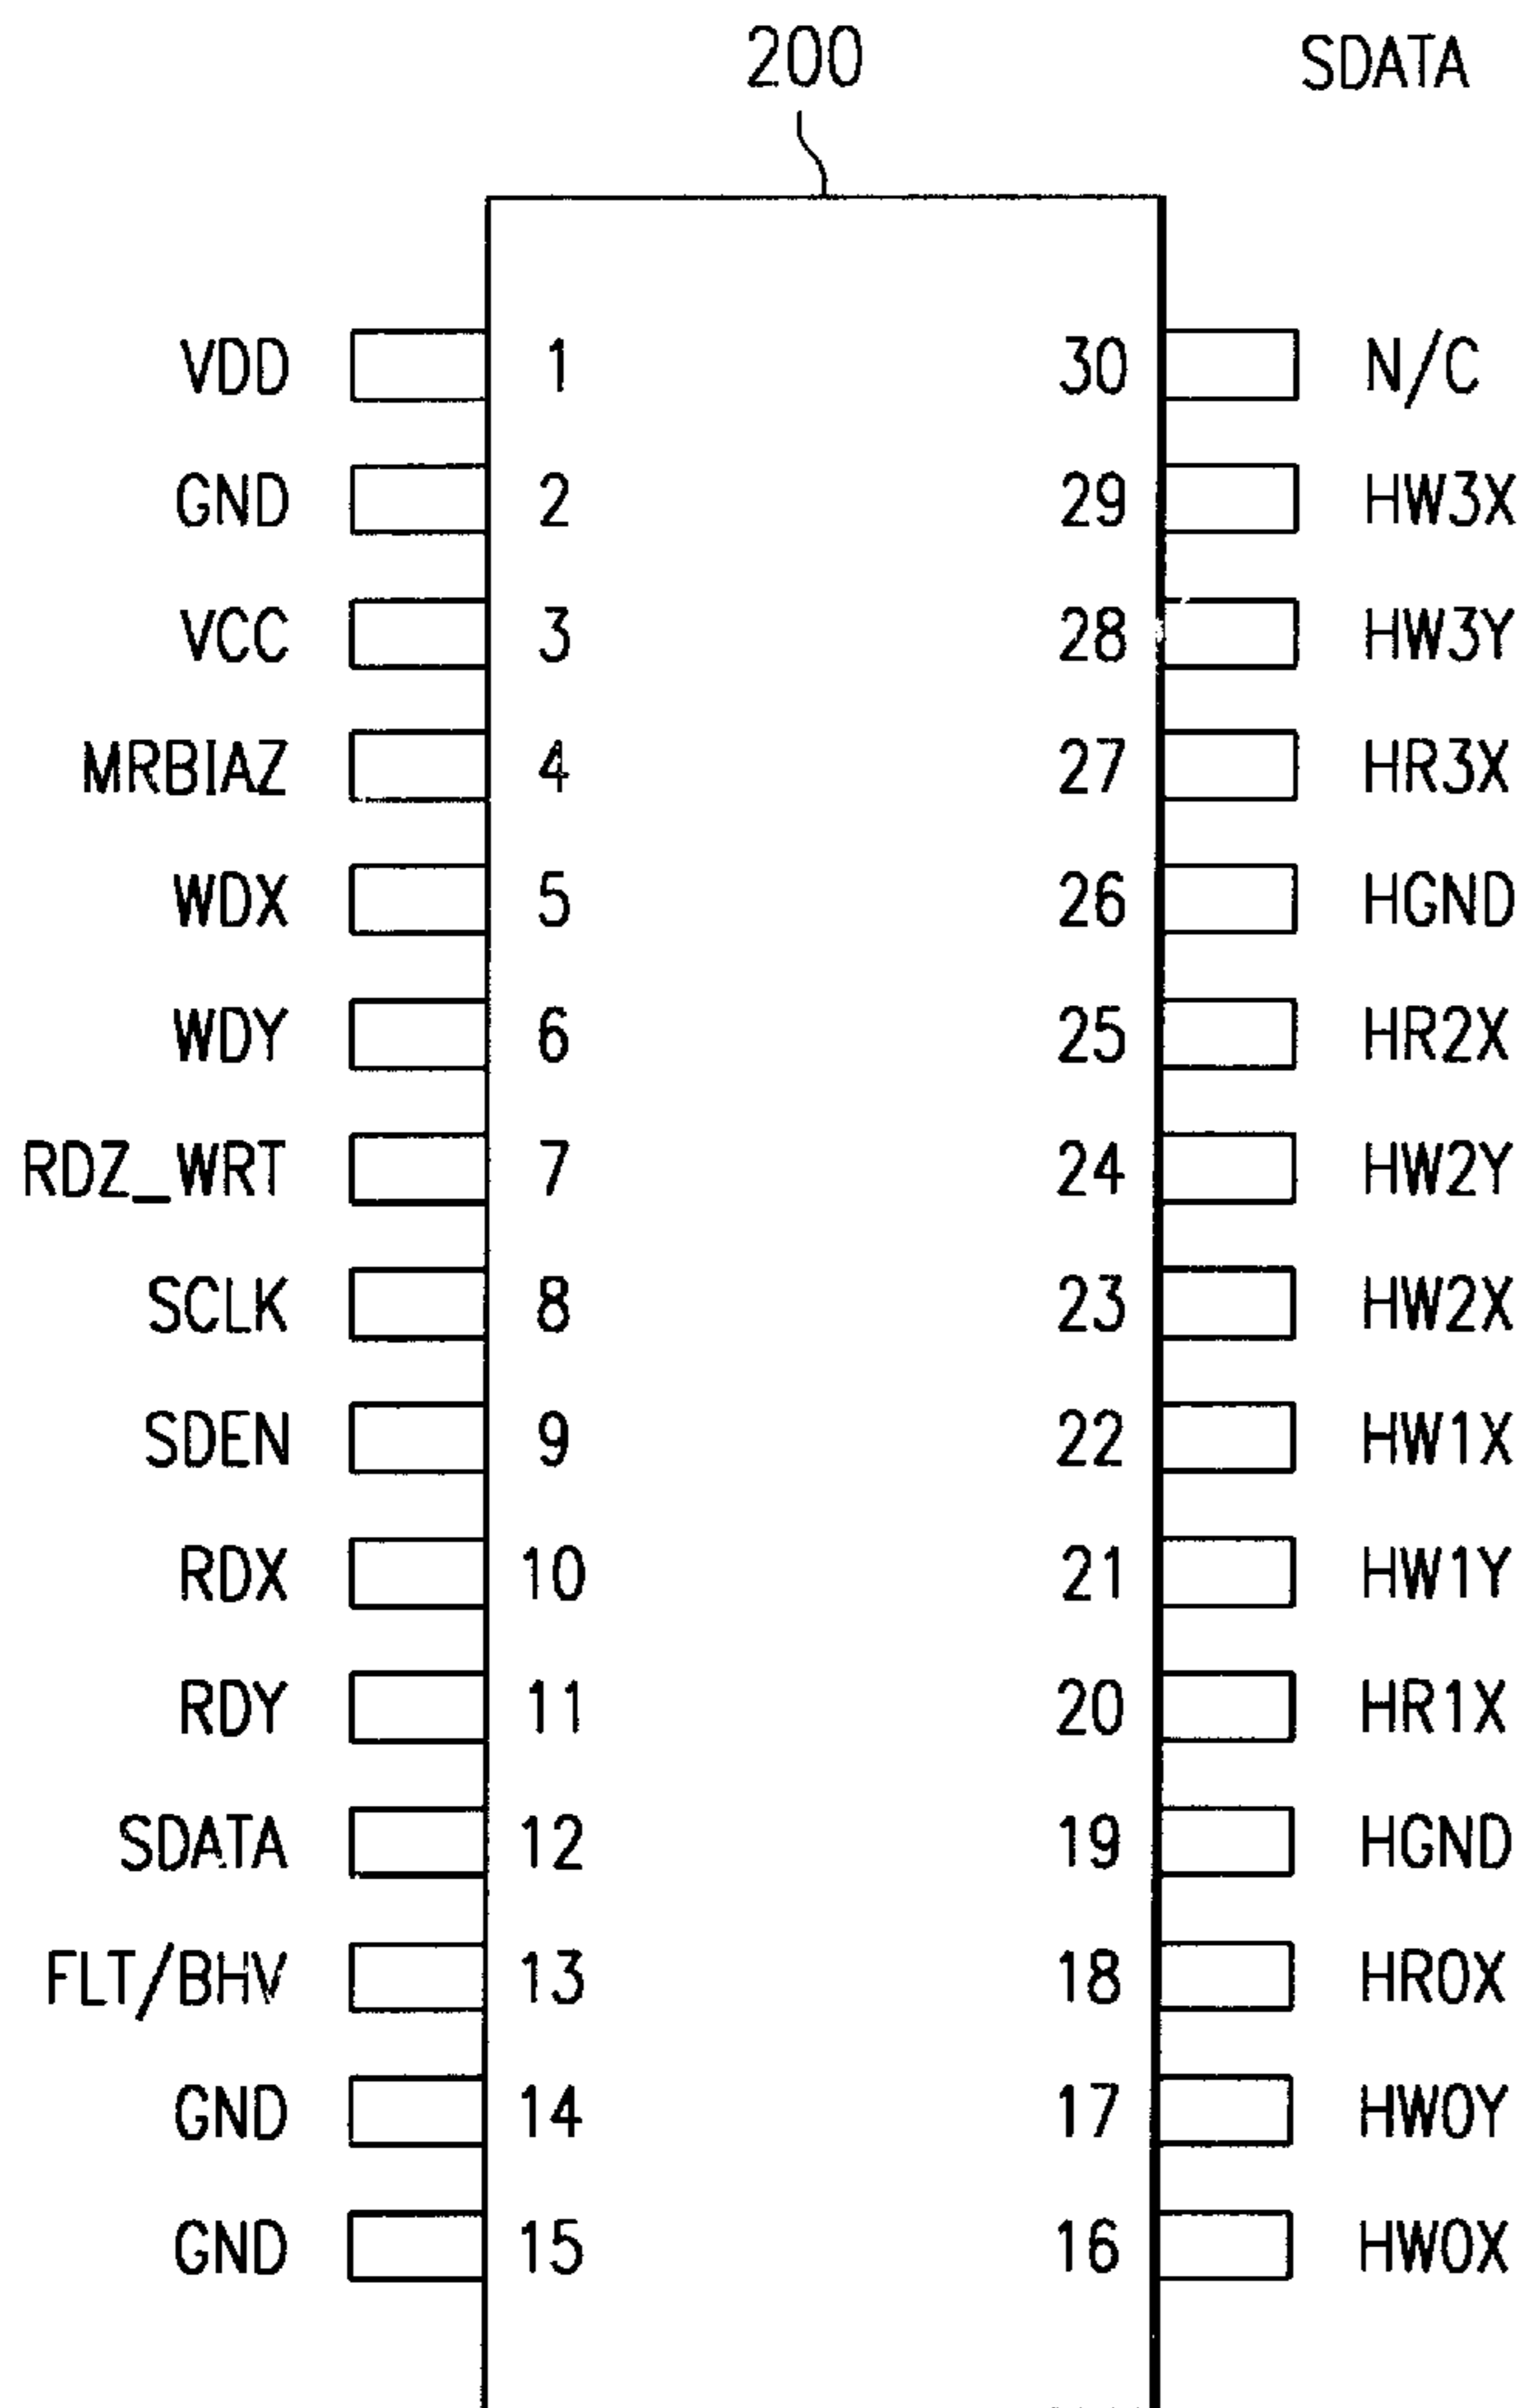 200 SDATA
VDD 1 30 N/C
GND 2 29 HW3X
VCC 3 28 HW3Y
MRBIAZ 4 27 HR3X
WDX 5 26 HGND
WDY 6 25 HR2X
RDZ_WRT 7 24 HW2Y
SCLK 8 23 HW2X
SDEN 9 22 HW1X
RDX 10 21 HW1Y
RDY 11 20 HR1X
SDATA 12 19 HGND
FLT/BHV 13 18 HR0X
GND 14 17 HW0Y
GND 15 16 HW0X